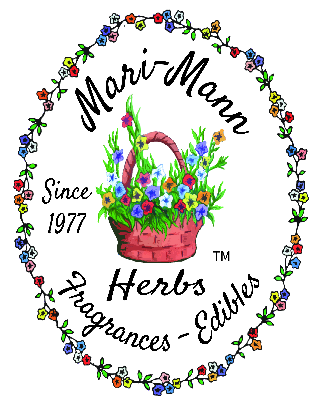 Mari-Mann
Since
1977
TM
Herbs
Fragrances - Edibles